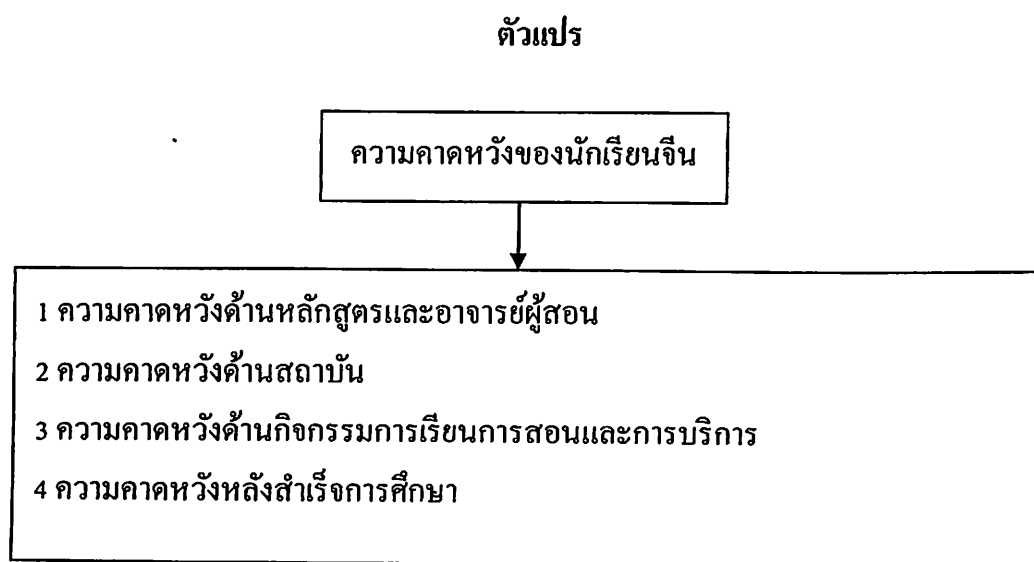 ตัวแปร
ความคาดหวังของนักเรียนจีน
1 ความคาดหวังด้านหลักสูตรและอาจารย์ผู้สอน
2 ความคาดหวังด้านสถาบัน
3 ความคาดหวังด้านกิจกรรมการเรียนการสอนและการบริการ
4 ความคาดหวังหลังสำเร็จการศึกษา